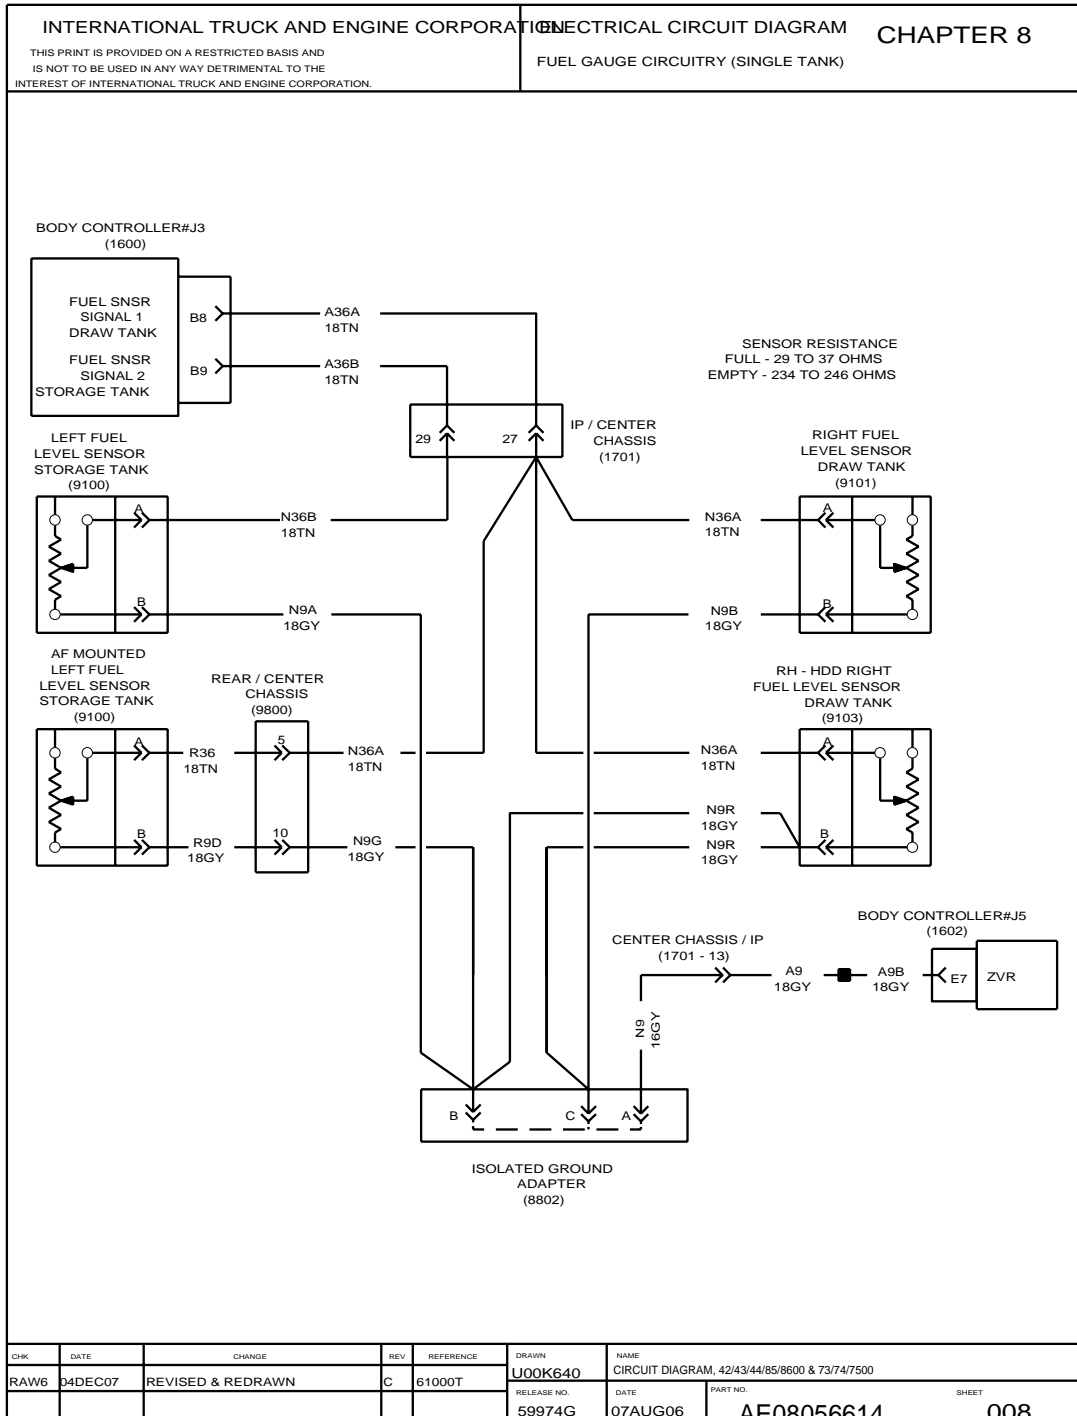 INTERNATIONAL TRUCK AND ENGINE CORPORATION
THIS PRINT IS PROVIDED ON A RESTRICTED BASIS AND
IS NOT TO BE USED IN ANY WAY DETRIMENTAL TO THE
INTEREST OF INTERNATIONAL TRUCK AND ENGINE CORPORATION.
ELECTRICAL CIRCUIT DIAGRAM
FUEL GAUGE CIRCUITRY (SINGLE TANK)
CHAPTER 8
BODY CONTROLLER#J3
(1600)
FUEL SNSR
SIGNAL 1
DRAW TANK
B8
A36A
18TN
FUEL SNSR
SIGNAL 2
STORAGE TANK
B9
A36B
18TN
SENSOR RESISTANCE
FULL - 29 TO 37 OHMS
EMPTY - 234 TO 246 OHMS
29
27
IP / CENTER
CHASSIS
(1701)
LEFT FUEL
LEVEL SENSOR
STORAGE TANK
(9100)
A
N36B
18TN
B
N9A
18GY
RIGHT FUEL
LEVEL SENSOR
DRAW TANK
(9101)
N36A
18TN
A
N9B
18GY
B
AF MOUNTED
LEFT FUEL
LEVEL SENSOR
STORAGE TANK
(9100)
A
R36
18TN
B
R9D
18GY
REAR / CENTER
CHASSIS
(9800)
5
N36A
18TN
10
N9G
18GY
RH - HDD RIGHT
FUEL LEVEL SENSOR
DRAW TANK
(9103)
N36A
18TN
A
N9R
18GY
N9R
18GY
B
BODY CONTROLLER#J5
(1602)
CENTER CHASSIS / IP
(1701 - 13)
A9
18GY
A9B
18GY
E7
ZVR
N9
16GY
B
C
A
ISOLATED GROUND
ADAPTER
(8802)
CHK DATE CHANGE REV REFERENCE
RAW6 04DEC07 REVISED & REDRAWN C 61000T
DRAWN
U00K640
NAME
CIRCUIT DIAGRAM, 42/43/44/85/8600 & 73/74/7500
RELEASE NO.
59974G
DATE
07AUG06
PART NO.
AE08056614
SHEET
008